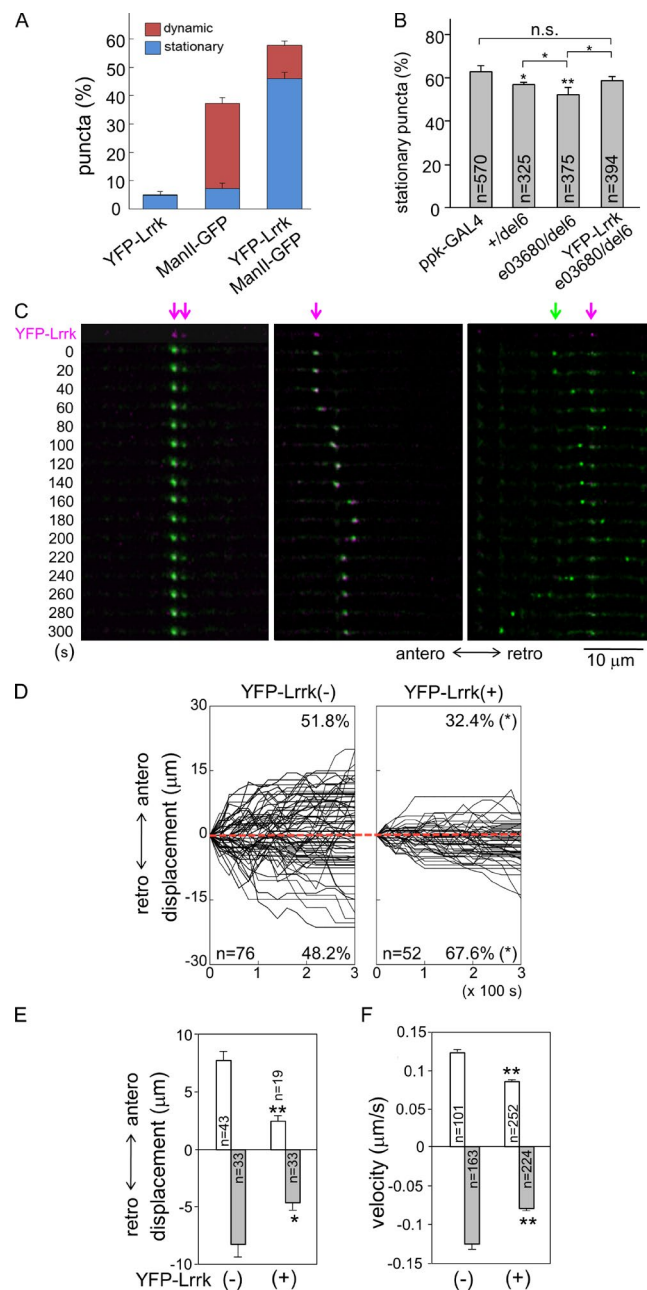 A
dynamic
stationary
puncta (%)
60
50
40
30
20
10
0
YFP-Lrrk
ManII-GFP
YFP-Lrrk
ManII-GFP
B
n.s.
*
*
*
**
stationary puncta (%)
80
60
40
20
0
n=570
n=325
n=375
n=394
ppk-GAL4
+/del6
e03680/del6
YFP-Lrrk
e03680/del6
C
YFP-Lrrk
0
20
40
60
80
100
120
140
160
180
200
220
240
260
280
300
(s)
antero
retro
10 μm
D
YFP-Lrrk(-)
YFP-Lrrk(+)
retro
antero
displacement (μm)
30
15
0
-15
-30
51.8%
32.4% (*)
n=76
48.2%
n=52
67.6% (*)
0
1
2
3
0
1
2
3
(x 100 s)
E
retro
antero
displacement (μm)
10
5
0
-5
-10
n=43
n=33
n=19
**
n=33
*
YFP-Lrrk
(-)
(+)
F
velocity (μm/s)
0.15
0.1
0.05
0
-0.05
-0.1
-0.15
n=101
n=163
**
n=252
n=224
**
(-)
(+)